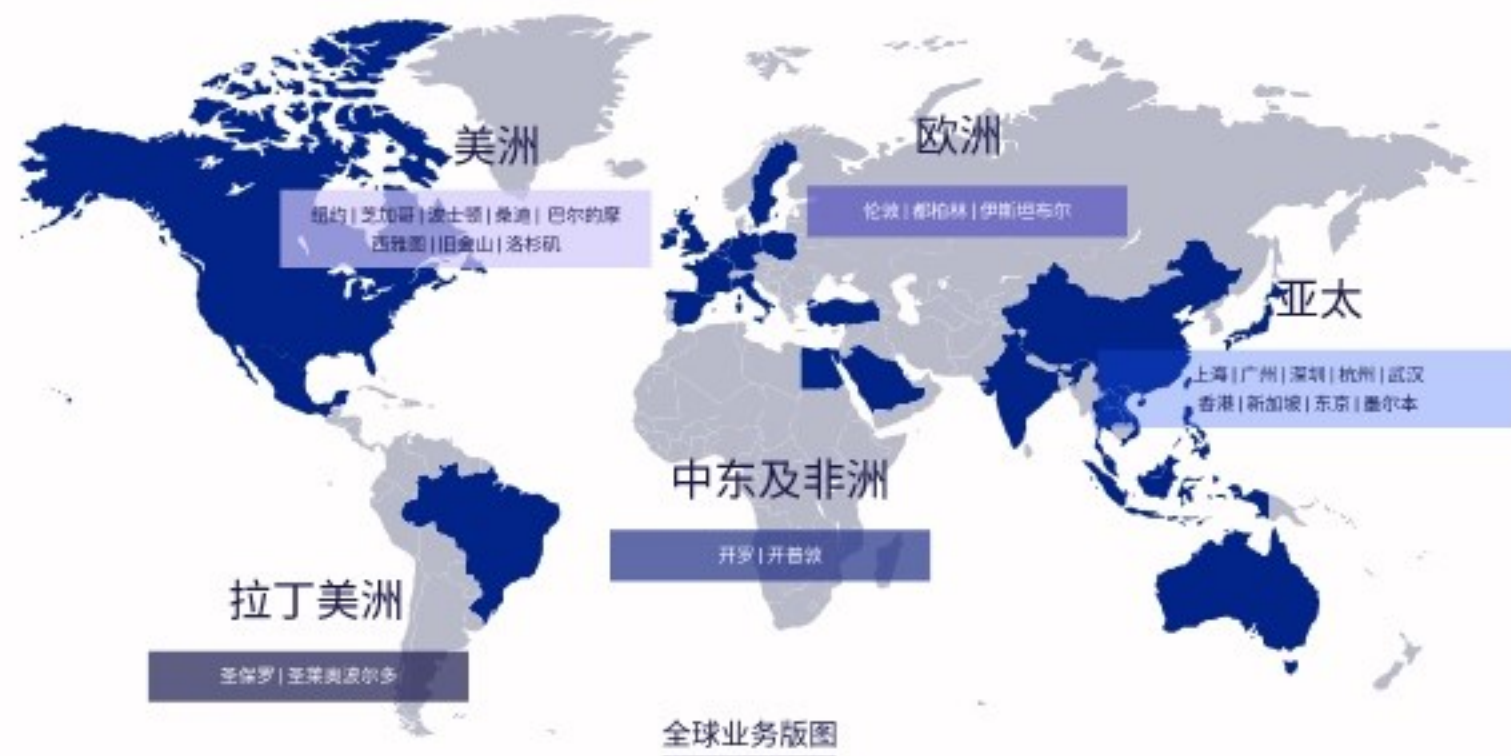 美洲
纽约 | 芝加哥 | 波士顿 | 桑迪 | 巴尔的摩
西雅图 | 旧金山 | 洛杉矶
欧洲
伦敦 | 都柏林 | 伊斯坦布尔
亚太
上海 | 广州 | 深圳 | 杭州 | 武汉
香港 | 新加坡 | 东京 | 墨尔本
中东及非洲
开罗 | 开普敦
拉丁美洲
圣保罗 | 圣莱奥波尔多
全球业务版图